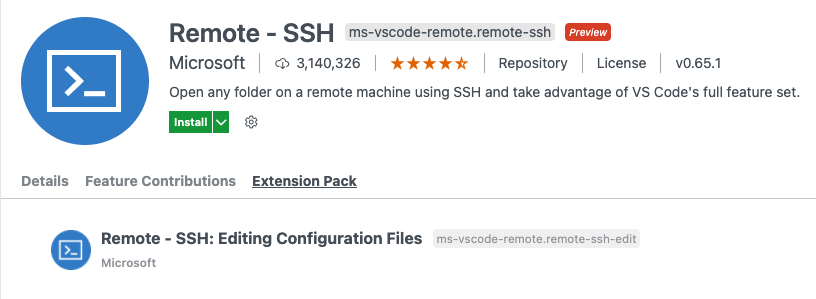 Remote - SSH ms-vscode-remote.remote-ssh Preview
Microsoft 3,140,326 Repository License v0.65.1
Open any folder on a remote machine using SSH and take advantage of VS Code's full feature set.
Install
Details Feature Contributions Extension Pack
Remote - SSH: Editing Configuration Files ms-vscode-remote.remote-ssh-edit
Microsoft